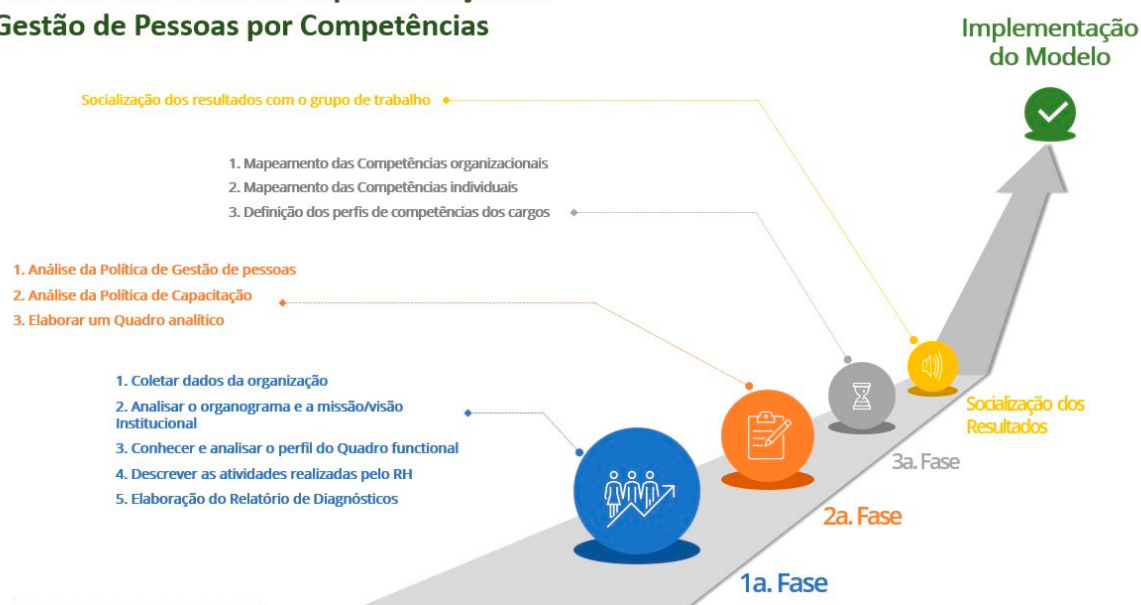 Gestão de Pessoas por Competências
Implementação
do Modelo
Socialização dos resultados com o grupo de trabalho
1. Mapeamento das Competências organizacionais
2. Mapeamento das Competências individuais
3. Definição dos perfis de competências dos cargos
1. Análise da Política de Gestão de pessoas
2. Análise da Política de Capacitação
3. Elaborar um Quadro analítico
1. Coletar dados da organização
2. Analisar o organograma e a missão/visão
Institucional
3. Conhecer e analisar o perfil do Quadro functional
4. Descrever as atividades realizadas pelo RH
5. Elaboração do Relatório de Diagnósticos
Socialização dos
Resultados
3a. Fase
2a. Fase
1a. Fase